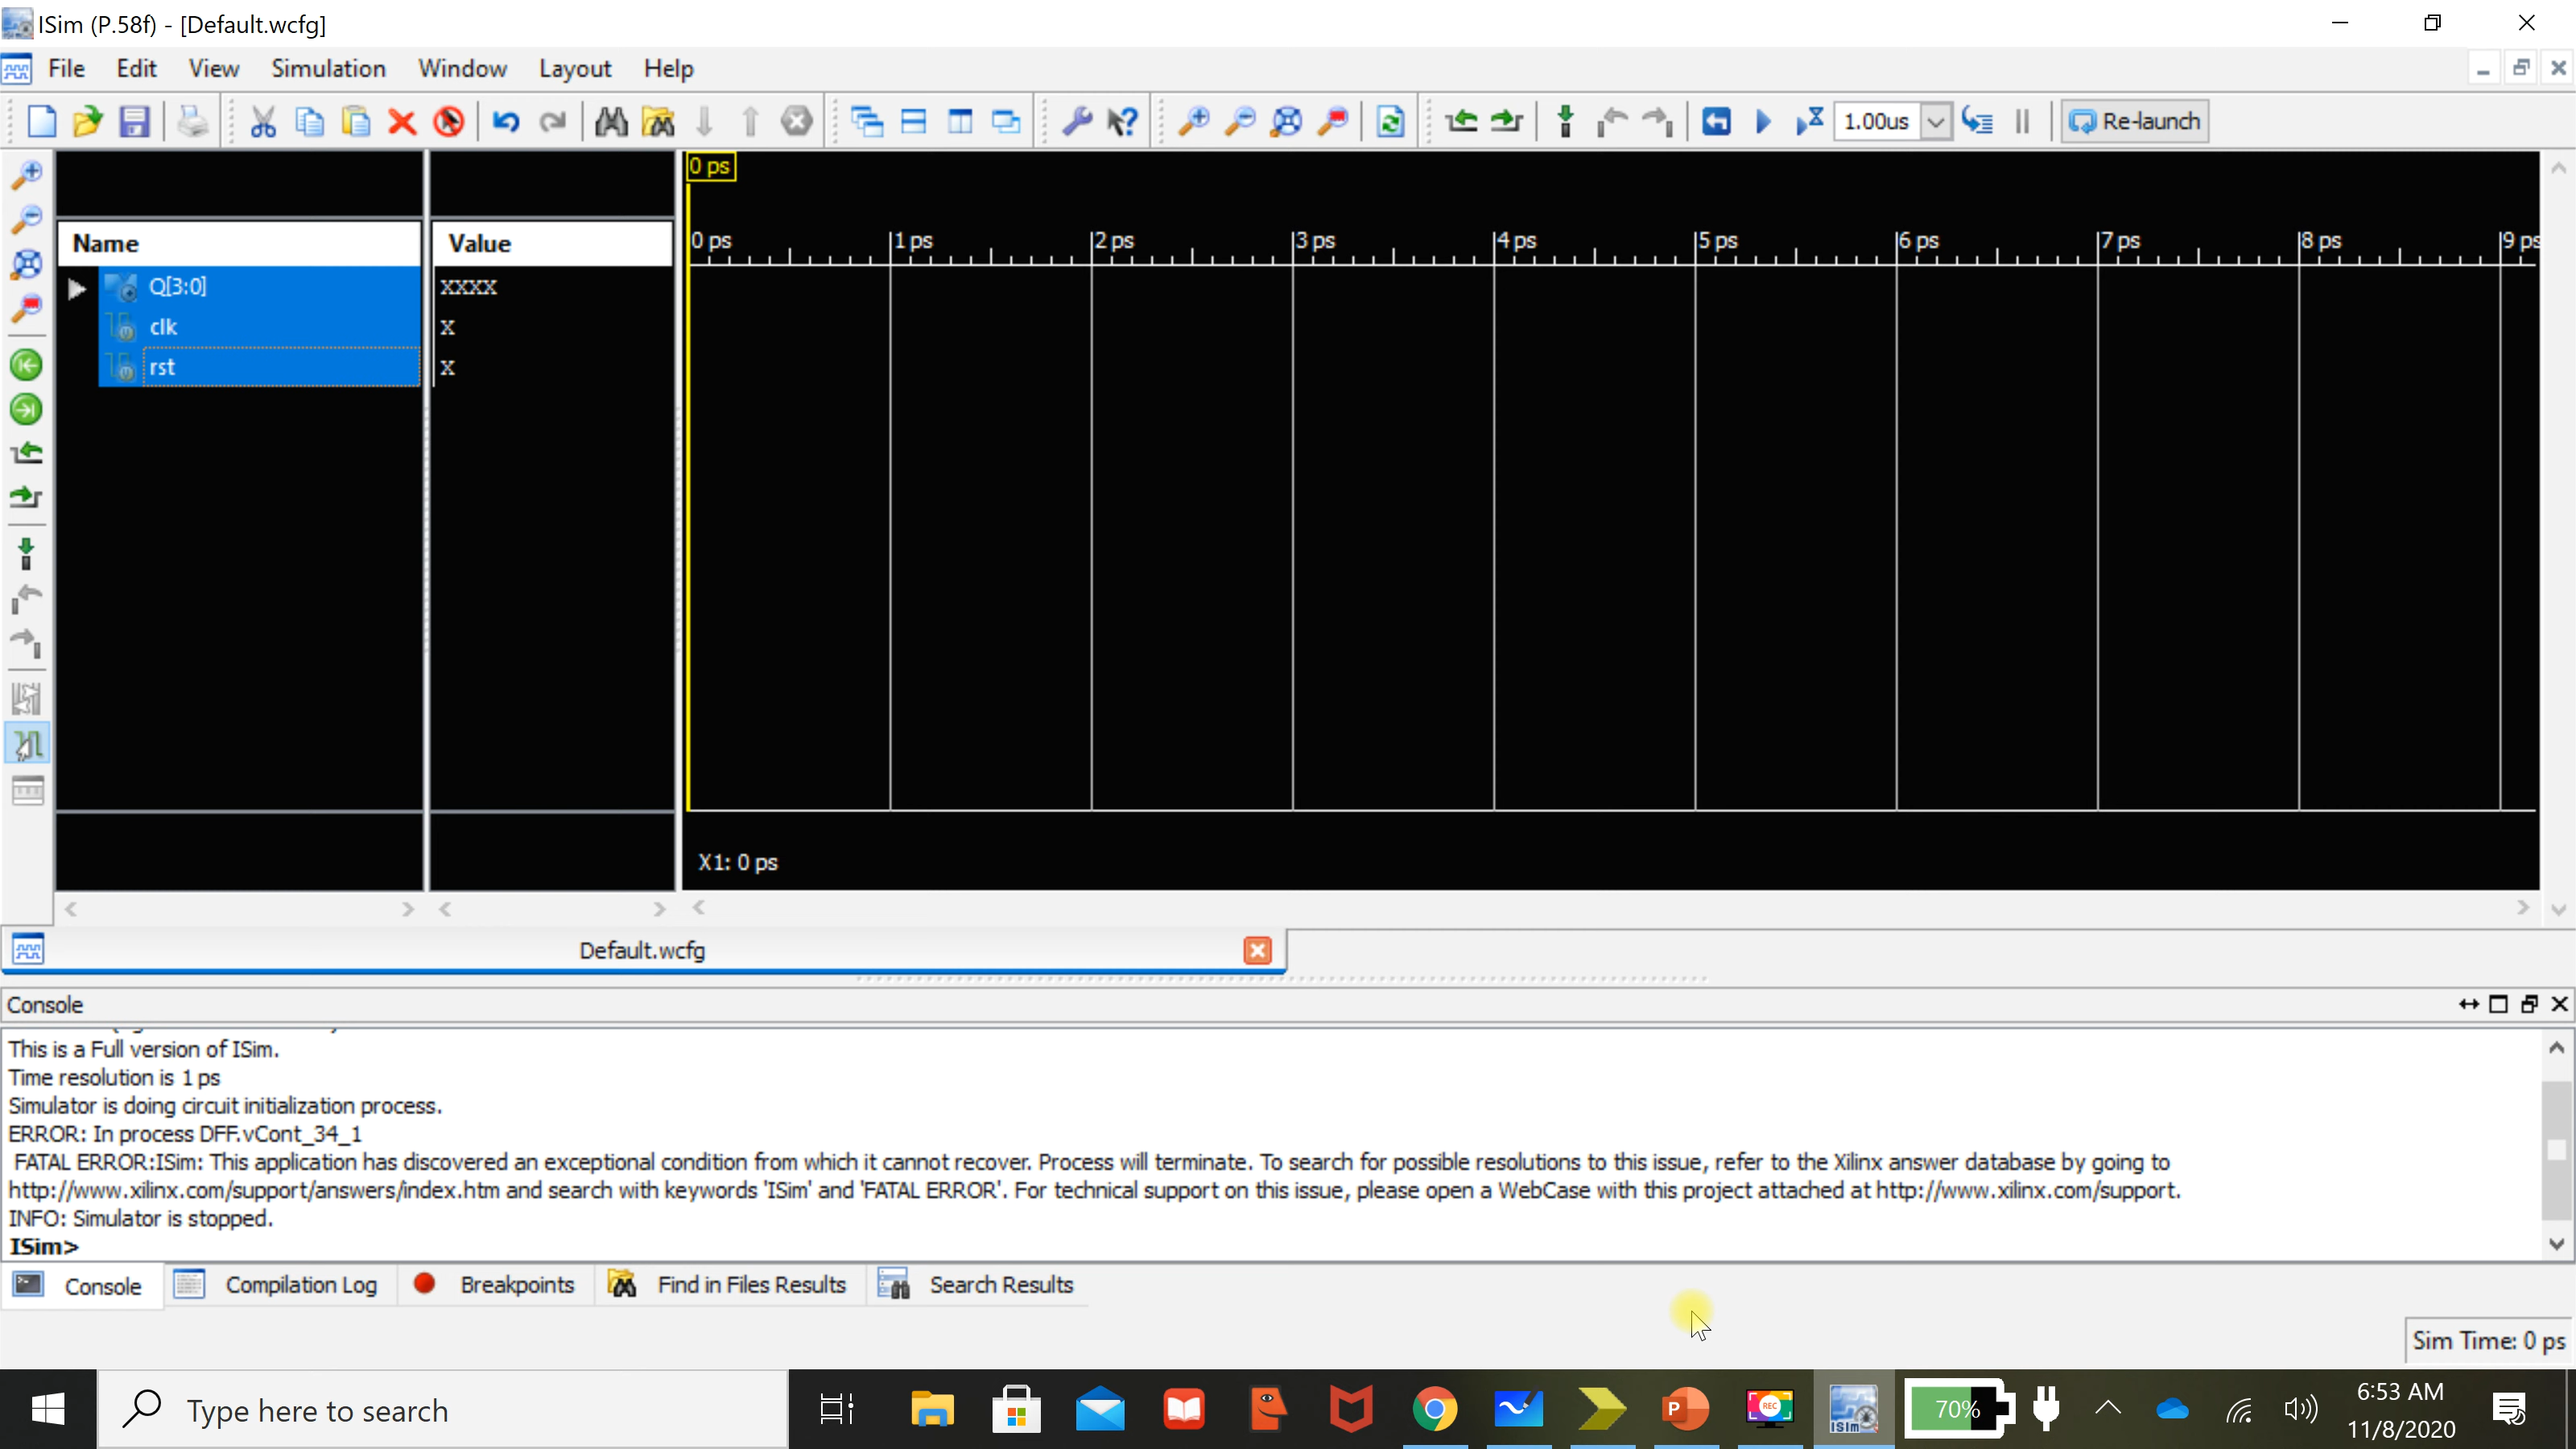 ISim (P.58f) - [Default.wcfg]
File Edit View Simulation Window Layout Help
1.00us Re-launch
0 ps
Name Value
0 ps 1 ps 2 ps 3 ps 4 ps 5 ps 6 ps 7 ps 8 ps 9 ps
Q[3:0] XXXX
clk X
rst X
X1: 0 ps
Default.wcfg
Console
This is a Full version of ISim.
Time resolution is 1 ps
Simulator is doing circuit initialization process.
ERROR: In process DFF.vCont_34_1
FATAL ERROR:ISim: This application has discovered an exceptional condition from which it cannot recover. Process will terminate. To search for possible resolutions to this issue, refer to the Xilinx answer database by going to
http://www.xilinx.com/support/answers/index.htm and search with keywords 'ISim' and 'FATAL ERROR'. For technical support on this issue, please open a WebCase with this project attached at http://www.xilinx.com/support.
INFO: Simulator is stopped.
ISim>
Console Compilation Log Breakpoints Find in Files Results Search Results
Sim Time: 0 ps
Type here to search
REC
P
ISim
70%
6:53 AM
11/8/2020